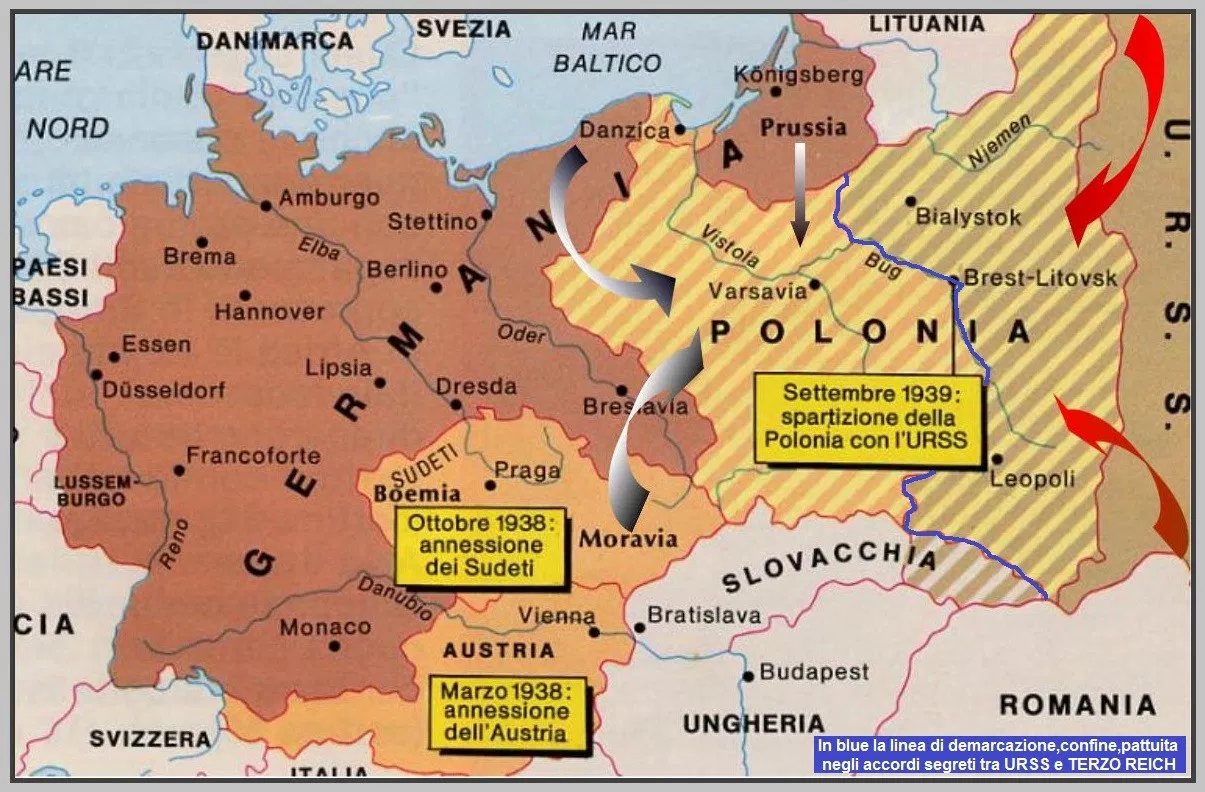 DANIMARCA
SVEZIA
MAR
BALTICO
LITUANIA
ARE
NORD
Königsberg
Prussia
Danzica
Njemen
U. R. S. S.
Amburgo
Stettino
Brema
Elba
Berlino
Hannover
PAESI
BASSI
Vistola
Bug
Bialystok
Varsavia
Brest-Litovsk
POLONIA
GERMANIA
Essen
Düsseldorf
Lipsia
Oder
Dresda
Breslavia
Settembre 1939:
spartizione della
Polonia con l'URSS
Francoforte
LUSSEM-
BURGO
Reno
SUDETI
Praga
Boemia
Leopoli
Ottobre 1938:
annessione
dei Sudeti
Moravia
SLOVACCHIA
Danubio
CIA
Monaco
Vienna
Bratislava
AUSTRIA
Budapest
Marzo 1938:
annessione
dell'Austria
SVIZZERA
ITALIA
UNGHERIA
ROMANIA
In blue la linea di demarcazione,confine,pattuita
negli accordi segreti tra URSS e TERZO REICH